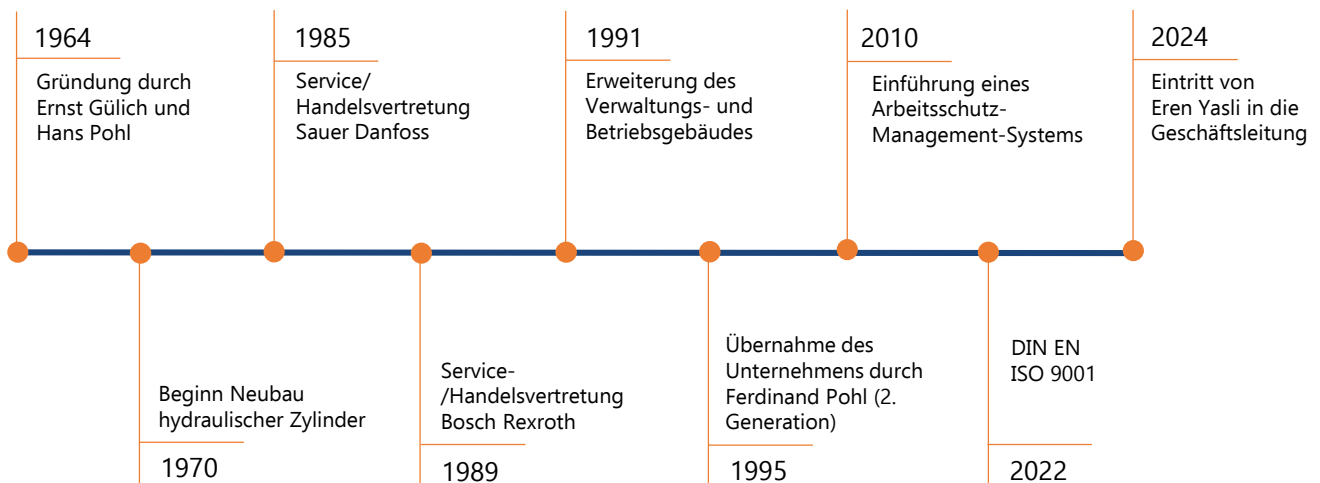 1964
Gründung durch
Ernst Gülich und
Hans Pohl
1985
Service/
Handelsvertretung
Sauer Danfoss
1991
Erweiterung des
Verwaltungs- und
Betriebsgebäudes
2010
Einführung eines
Arbeitsschutz-
Management-Systems
2024
Eintritt von
Eren Yasli in die
Geschäftsleitung
Beginn Neubau
hydraulischer Zylinder
1970
Service-
/Handelsvertretung
Bosch Rexroth
1989
Übernahme des
Unternehmens durch
Ferdinand Pohl (2.
Generation)
1995
DIN EN
ISO 9001
2022